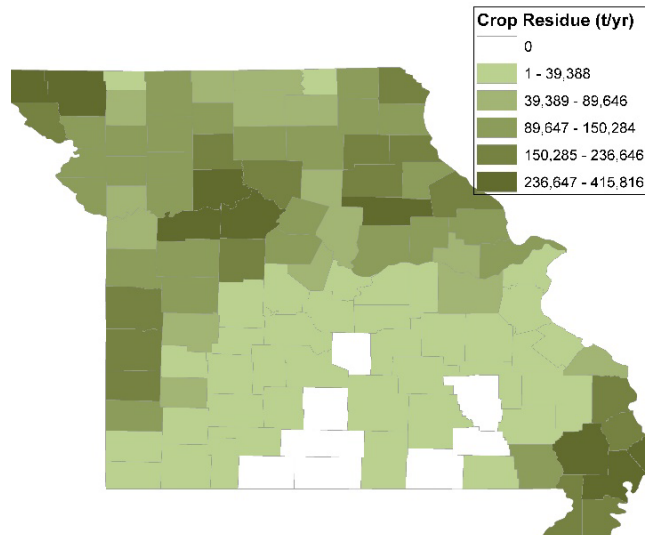 Crop Residue (t/yr)
0
1 - 39,388
39,389 - 89,646
89,647 - 150,284
150,285 - 236,646
236,647 - 415,816